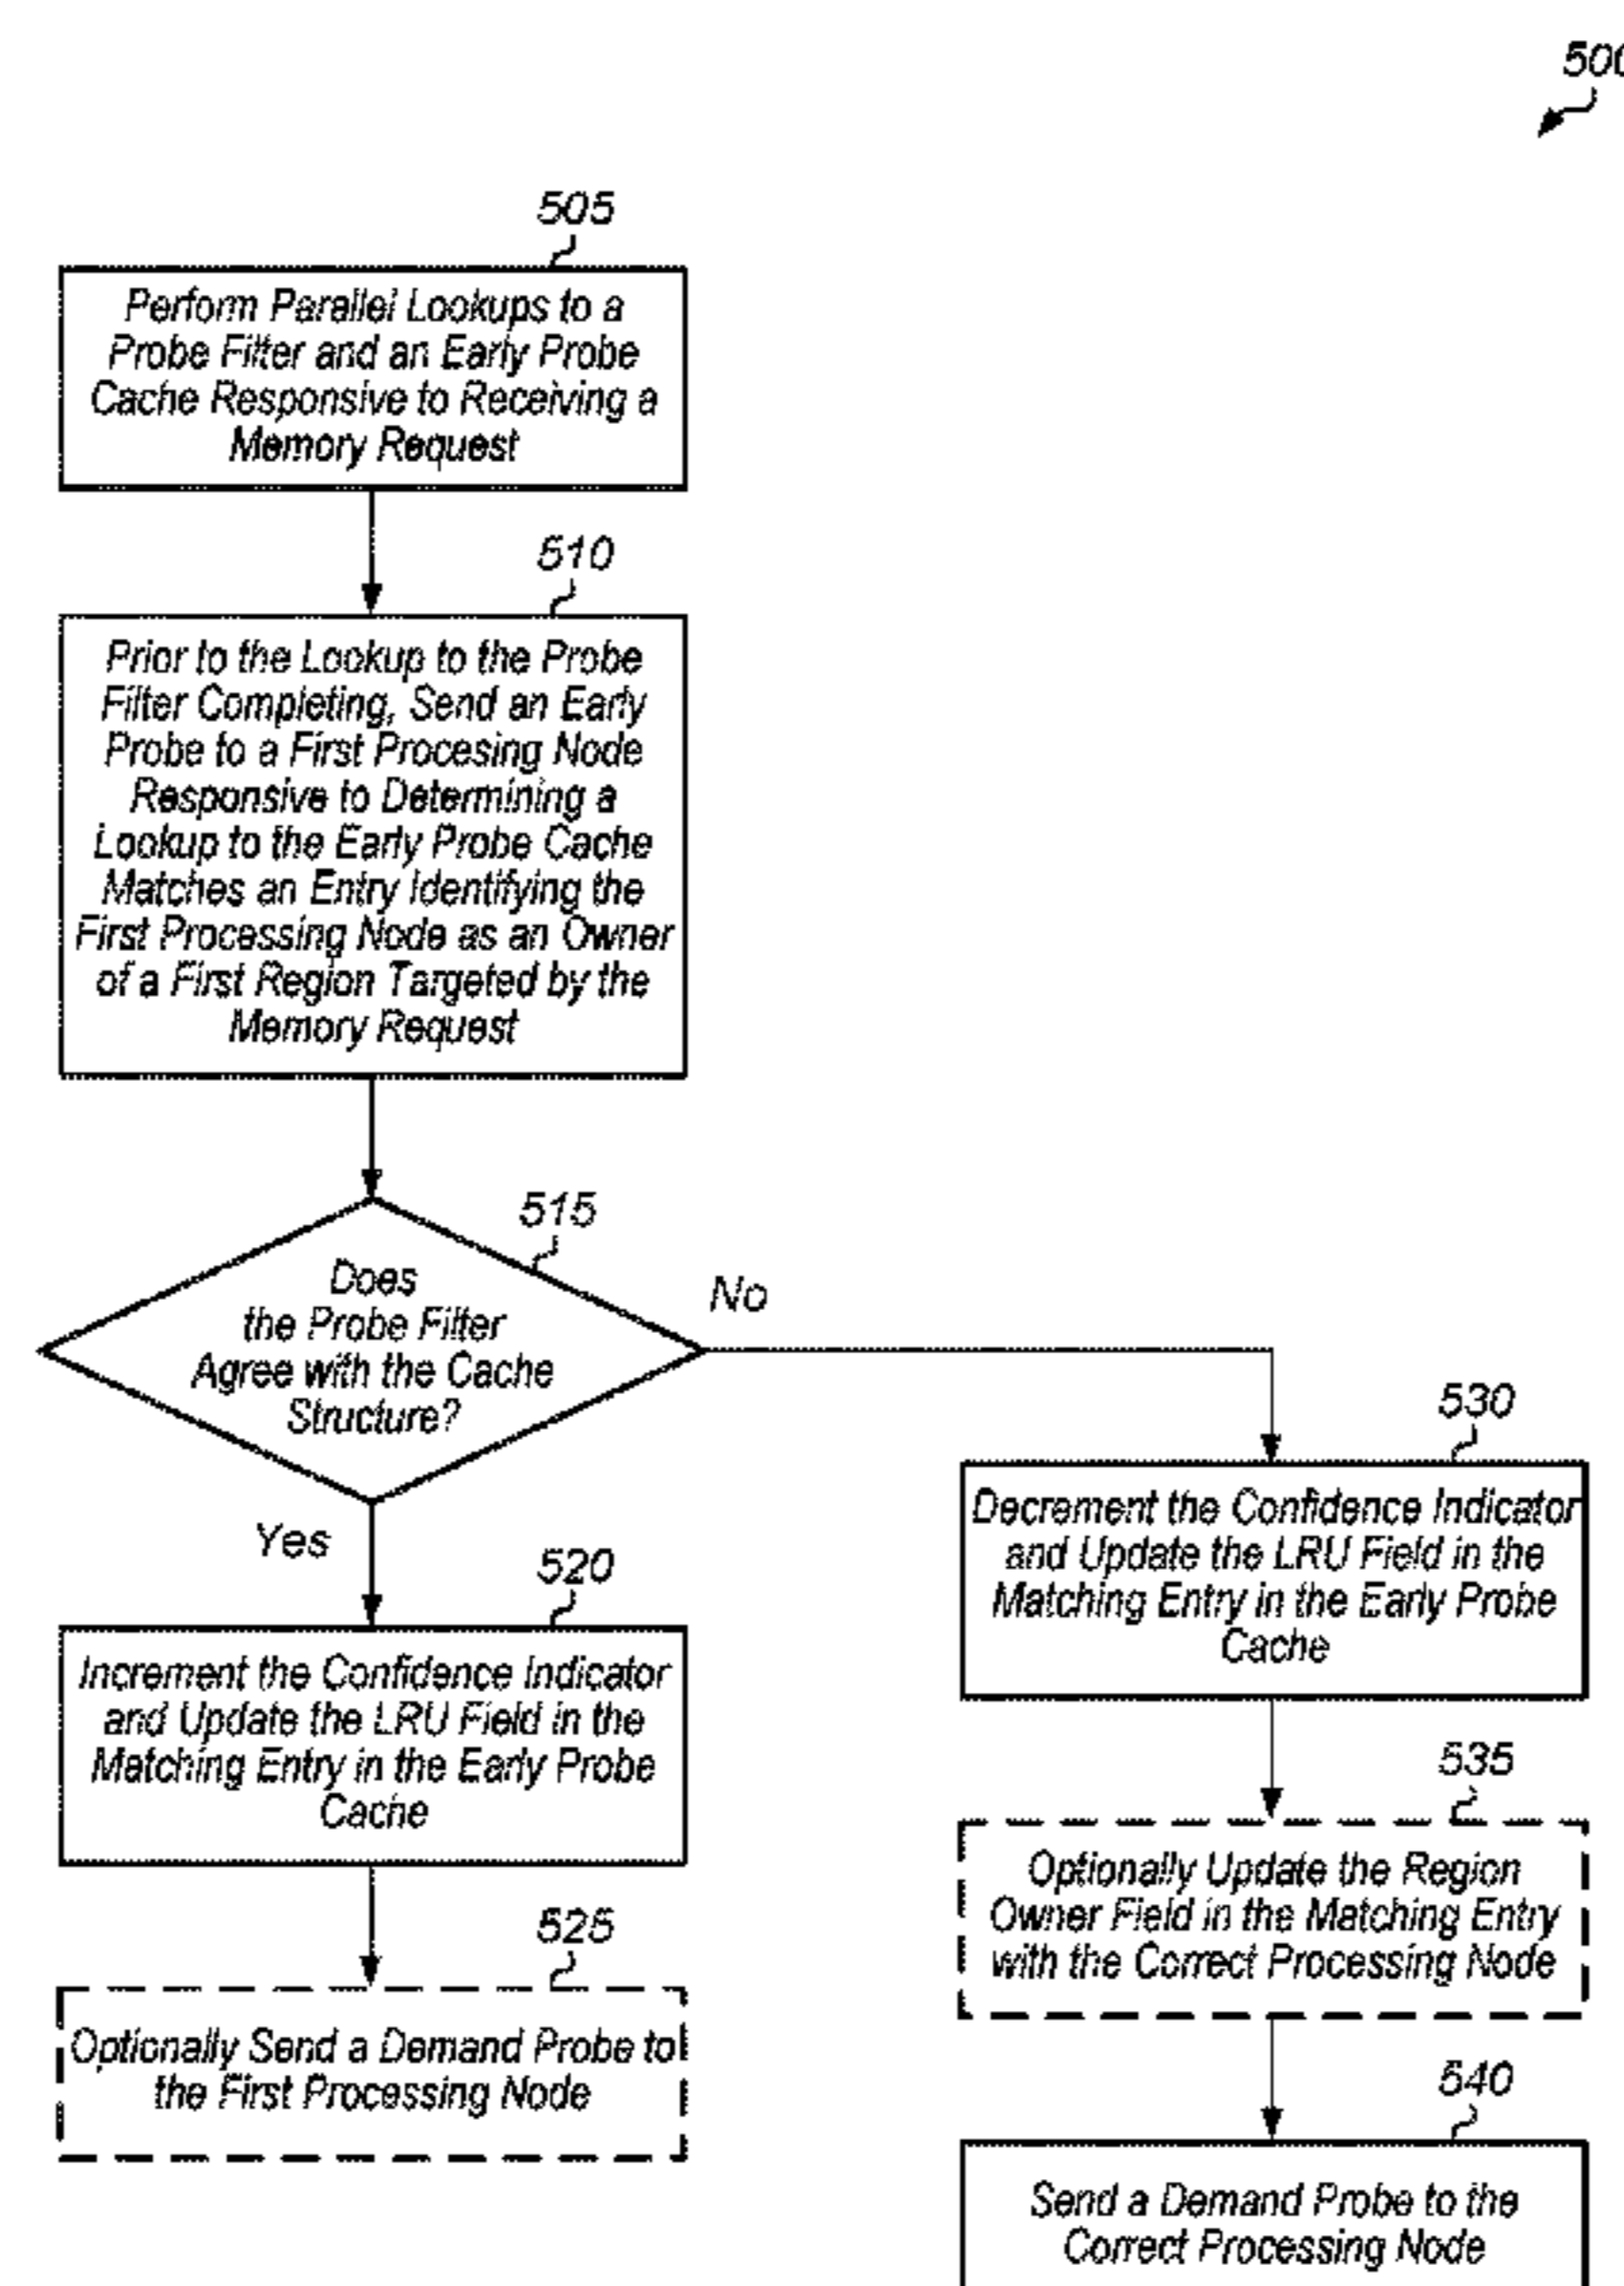 500
505
Perform Parallel Lookups to a
Probe Filter and an Early Probe
Cache Responsive to Receiving a
Memory Request
510
Prior to the Lookup to the Probe
Filter Completing, Send an Early
Probe to a First Procesing Node
Responsive to Determining a
Lookup to the Early Probe Cache
Matches an Entry Identifying the
First Processing Node as an Owner
of a First Region Targeted by the
Memory Request
515
Does
the Probe Filter
Agree with the Cache
Structure?
No
Yes
520
Increment the Confidence Indicator
and Update the LRU Field in the
Matching Entry in the Early Probe
Cache
525
Optionally Send a Demand Probe to
the First Processing Node
530
Decrement the Confidence Indicator
and Update the LRU Field in the
Matching Entry in the Early Probe
Cache
535
Optionally Update the Region
Owner Field in the Matching Entry
with the Correct Processing Node
540
Send a Demand Probe to the
Correct Processing Node